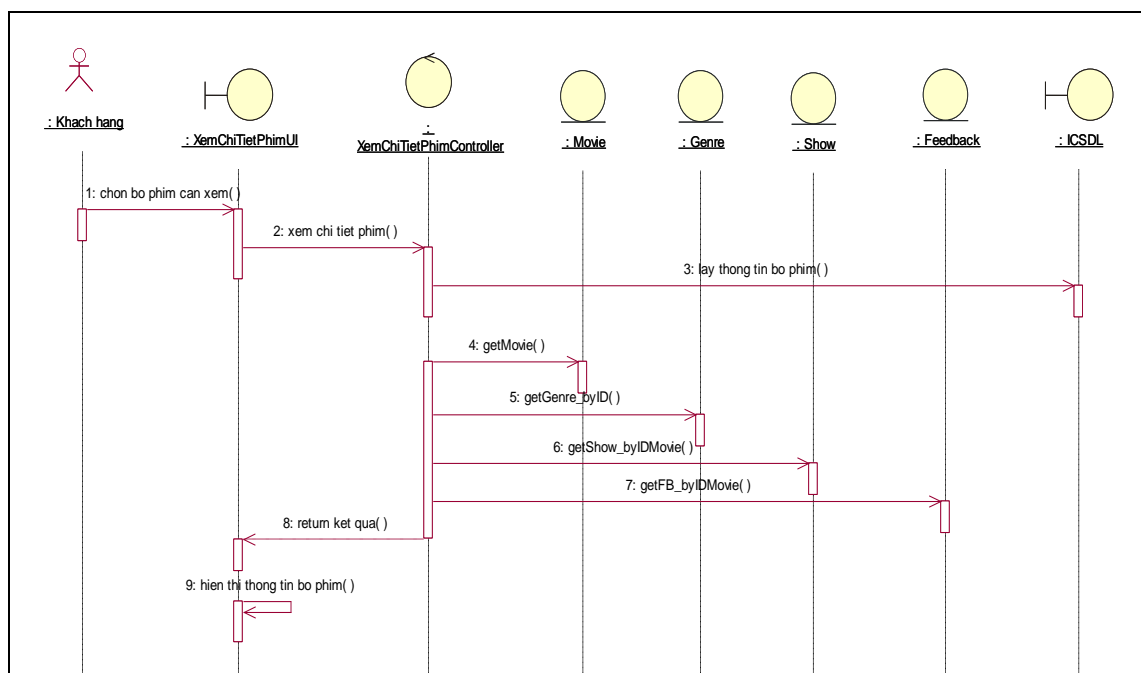 : Khach hang
: XemChiTietPhimUI
:
XemChiTietPhimController
: Movie
: Genre
: Show
: Feedback
: ICSDL
1: chon bo phim can xem( )
2: xem chi tiet phim( )
3: lay thong tin bo phim( )
4: getMovie( )
5: getGenre_byID( )
6: getShow_byIDMovie( )
7: getFB_byIDMovie( )
8: return ket qua( )
9: hien thi thong tin bo phim( )